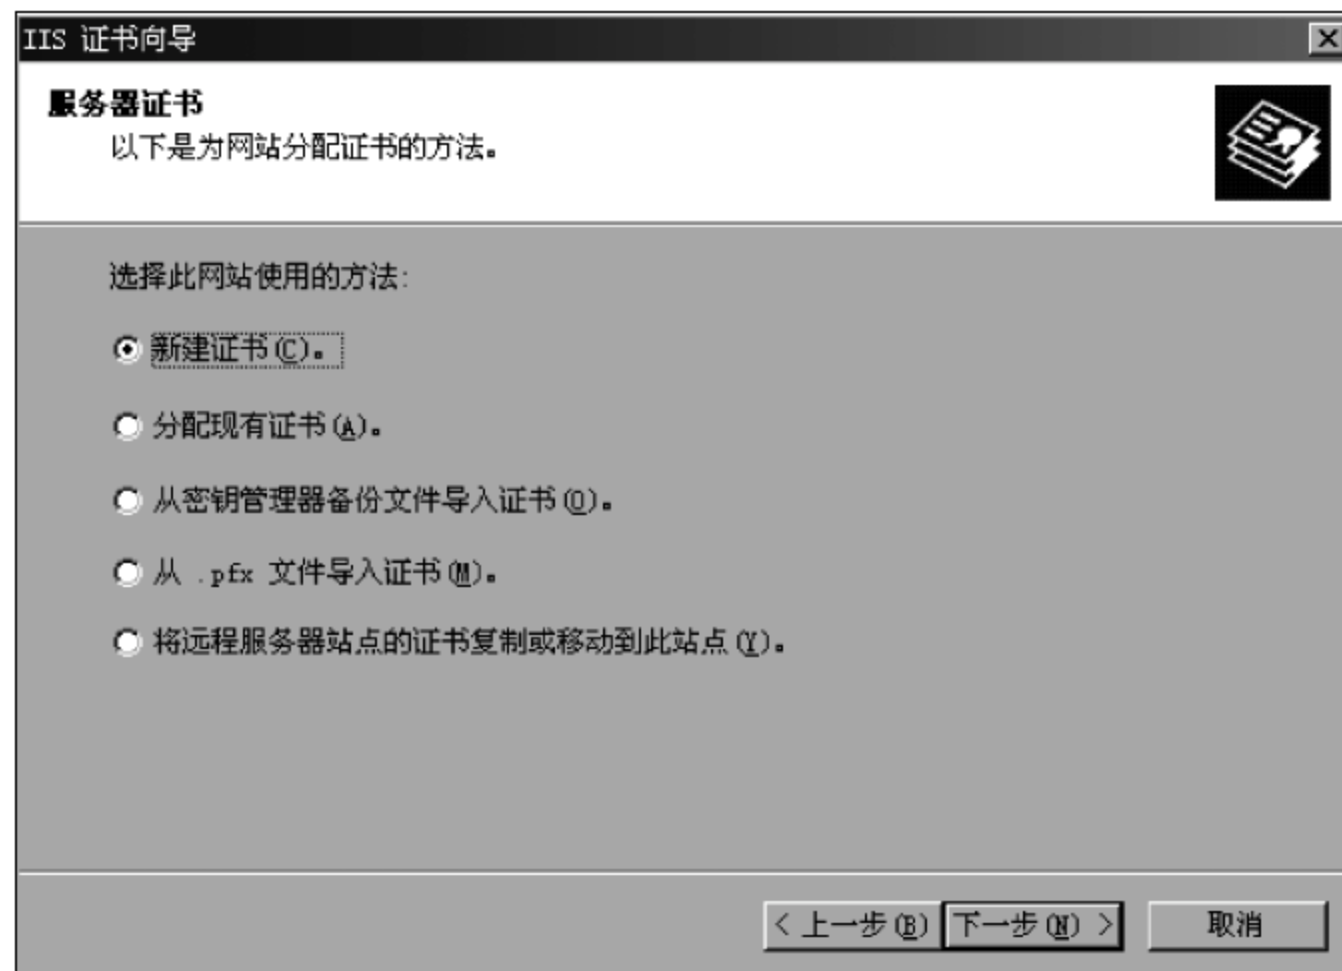 IIS 证书向导
服务器证书
以下是为网站分配证书的方法。
选择此网站使用的方法:
新建证书(C)。
分配现有证书(A)。
从密钥管理器备份文件导入证书(O)。
从 .pfx 文件导入证书(M)。
将远程服务器站点的证书复制或移动到此站点(Y)。
< 上一步(B) 下一步(N) > 取消